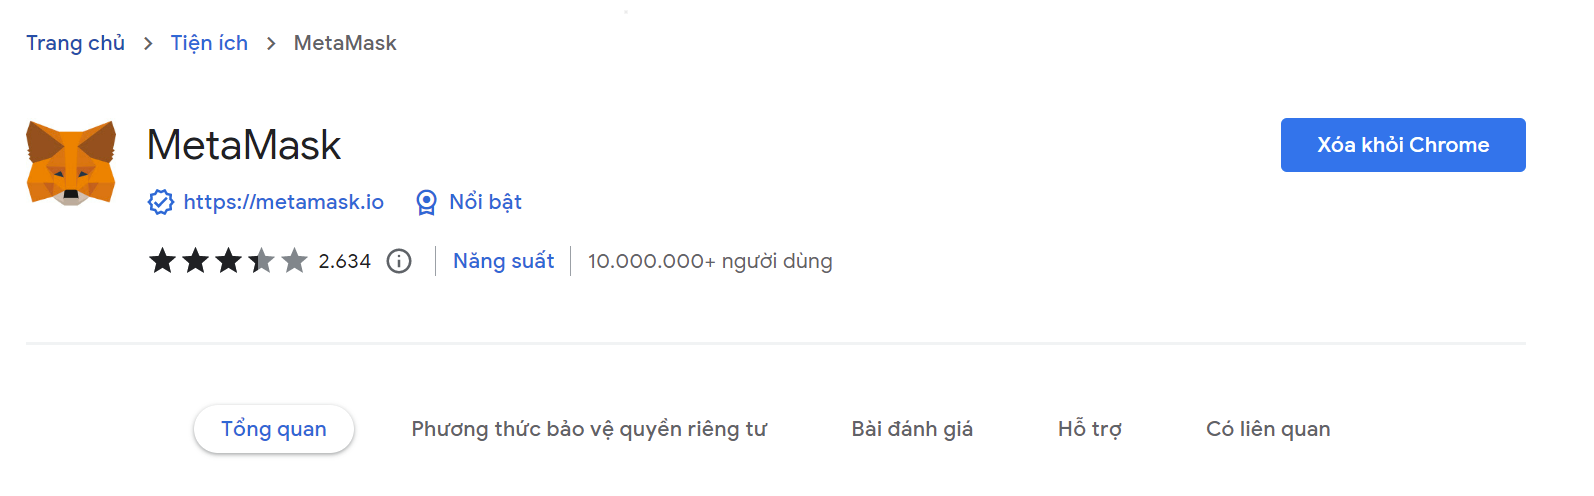 Trang chủ > Tiện ích > MetaMask
MetaMask
Xóa khỏi Chrome
https://metamask.io Nổi bật
2.634 Năng suất 10.000.000+ người dùng
Tổng quan Phương thức bảo vệ quyền riêng tư Bài đánh giá Hỗ trợ Có liên quan